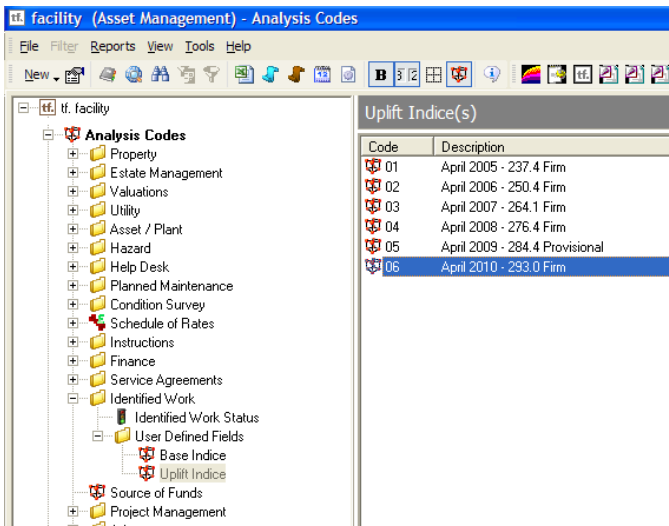 tf. facility (Asset Management) - Analysis Codes
File Filter Reports View Tools Help
New
B
tf. tf. facility
Analysis Codes
Property
Estate Management
Valuations
Utility
Asset / Plant
Hazard
Help Desk
Planned Maintenance
Condition Survey
Schedule of Rates
Instructions
Finance
Service Agreements
Identified Work
Identified Work Status
User Defined Fields
Base Indice
Uplift Indice
Source of Funds
Project Management
Uplift Indice(s)
Code Description
01 April 2005 - 237.4 Firm
02 April 2006 - 250.4 Firm
03 April 2007 - 264.1 Firm
04 April 2008 - 276.4 Firm
05 April 2009 - 284.4 Provisional
06 April 2010 - 293.0 Firm